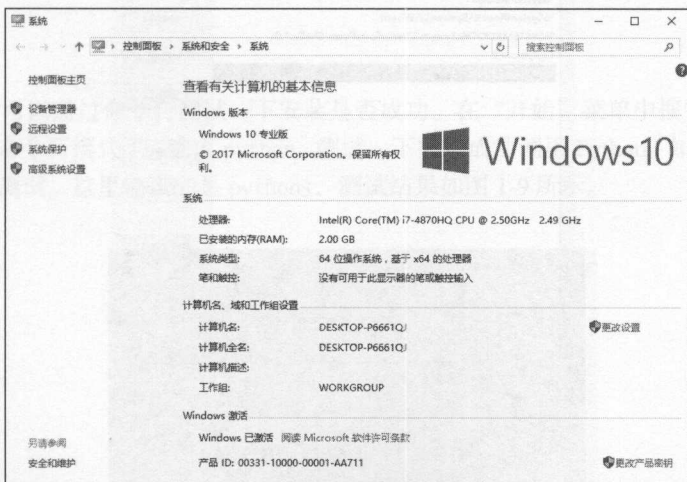 系统
控制面板 › 系统和安全 › 系统
搜索控制面板
控制面板主页
设备管理器
远程设置
系统保护
高级系统设置
查看有关计算机的基本信息
Windows 版本
Windows 10 专业版
© 2017 Microsoft Corporation。保留所有权
利。
Windows 10
系统
处理器: Intel(R) Core(TM) i7-4870HQ CPU @ 2.50GHz 2.49 GHz
已安装的内存(RAM): 2.00 GB
系统类型: 64 位操作系统，基于 x64 的处理器
笔和触控: 没有可用于此显示器的笔或触控输入
计算机名、域和工作组设置
计算机名: DESKTOP-P6661QJ
更改设置
计算机全名: DESKTOP-P6661QJ
计算机描述:
工作组: WORKGROUP
Windows 激活
Windows 已激活 阅读 Microsoft 软件许可条款
产品 ID: 00331-10000-00001-AA711
更改产品密钥
另请参阅
安全和维护